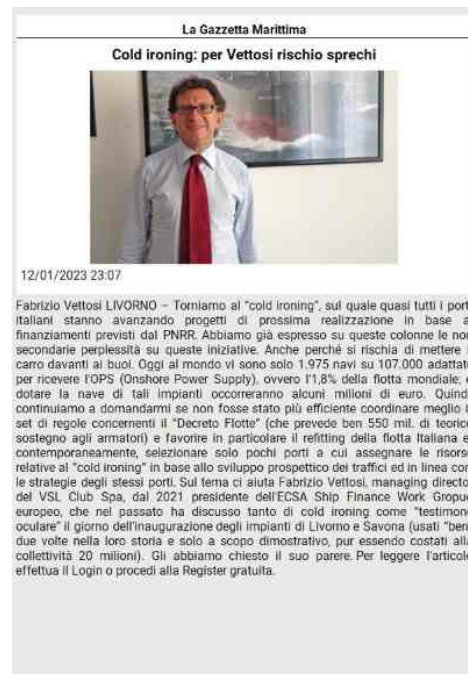 La Gazzetta Marittima
Cold ironing: per Vettosi rischio sprechi
12/01/2023 23:07
Fabrizio Vettosi LIVORNO – Torniamo al "cold ironing", sul quale quasi tutti i port
italiani stanno avanzando progetti di prossima realizzazione in base a
finanziamenti previsti dal PNRR. Abbiamo già espresso su queste colonne le non
secondarie perplessità su queste iniziative. Anche perché si rischia di mettere i
carro davanti ai buoi. Oggi al mondo vi sono solo 1.975 navi su 107.000 adattate
per ricevere l'OPS (Onshore Power Supply), ovvero l'1,8% della flotta mondiale; e
dotare la nave di tali impianti occorreranno alcuni milioni di euro. Quindi
continuiamo a domandarmi se non fosse stato più efficiente coordinare meglio i
set di regole concernenti il "Decreto Flotte" (che prevede ben 550 mil. di teorico
sostegno agli armatori) e favorire in particolare il refitting della flotta Italiana e
contemporaneamente, selezionare solo pochi porti a cui assegnare le risorse
relative al "cold ironing" in base allo sviluppo prospettico dei traffici ed in linea con
le strategie degli stessi porti. Sul tema ci aiuta Fabrizio Vettosi, managing directo
del VSL Club Spa, dal 2021 presidente dell'ECSA Ship Finance Work Gropue
europeo, che nel passato ha discusso tanto di cold ironing come "testimone
oculare" il giorno dell'inaugurazione degli impianti di Livorno e Savona (usati "ben"
due volte nella loro storia e solo a scopo dimostrativo, pur essendo costati alla
collettività 20 milioni). Gli abbiamo chiesto il suo parere. Per leggere l'articolo
effettua il Login o procedi alla Register gratuita.